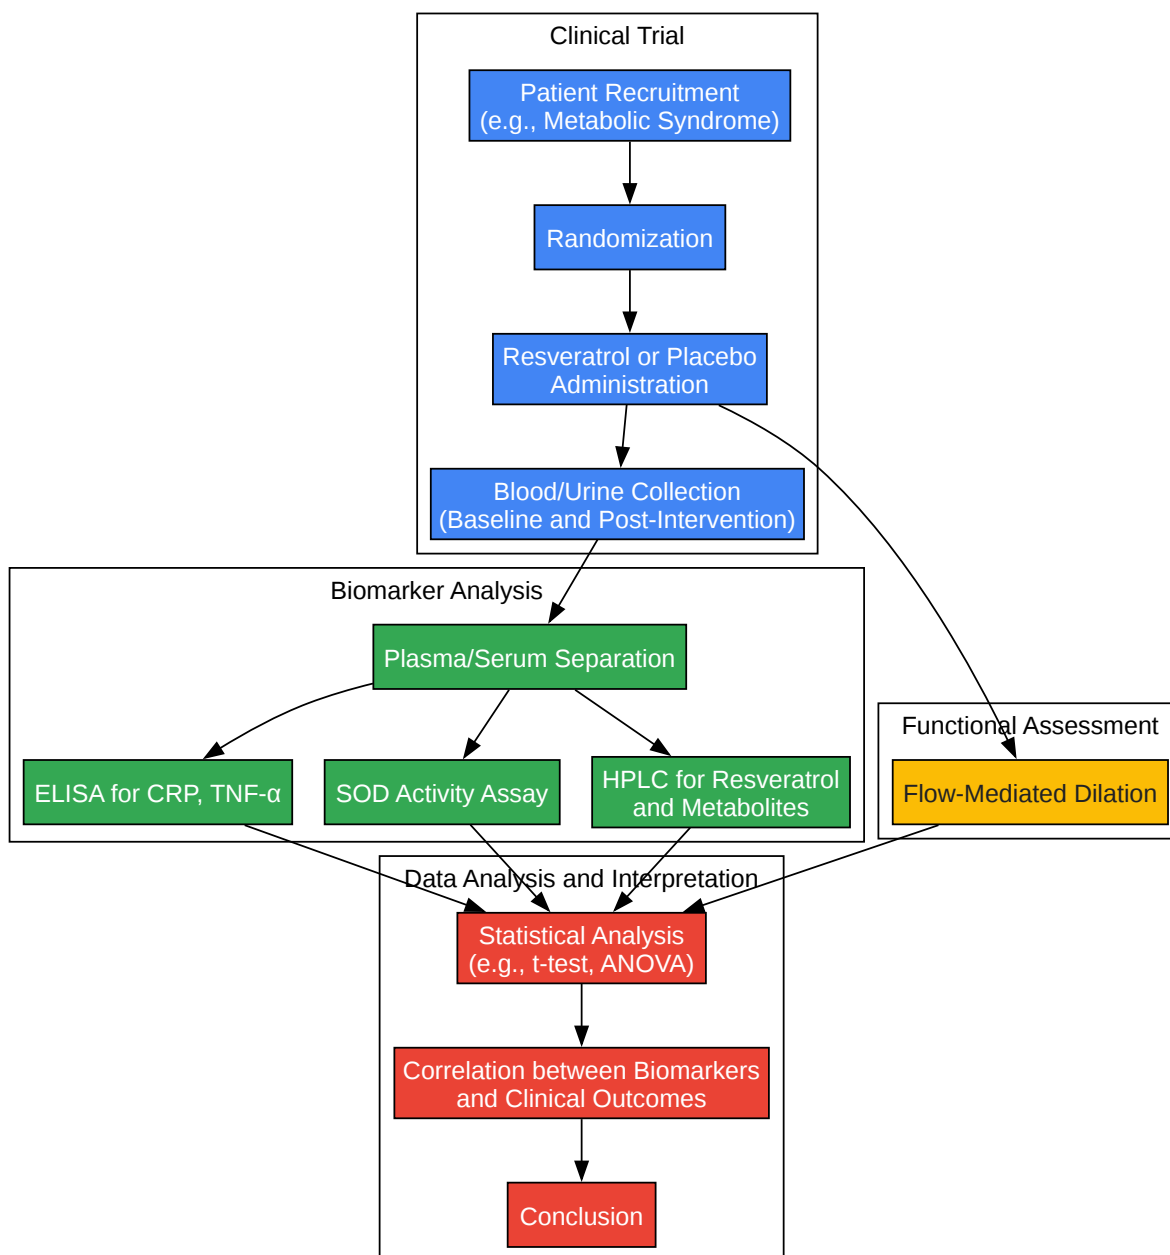 Clinical Trial
Patient Recruitment
(e.g., Metabolic Syndrome)
Randomization
Resveratrol or Placebo
Administration
Blood/Urine Collection
(Baseline and Post-Intervention)
Biomarker Analysis
Plasma/Serum Separation
ELISA for CRP, TNF-α
SOD Activity Assay
HPLC for Resveratrol
and Metabolites
Functional Assessment
Flow-Mediated Dilation
Data Analysis and Interpretation
Statistical Analysis
(e.g., t-test, ANOVA)
Correlation between Biomarkers
and Clinical Outcomes
Conclusion